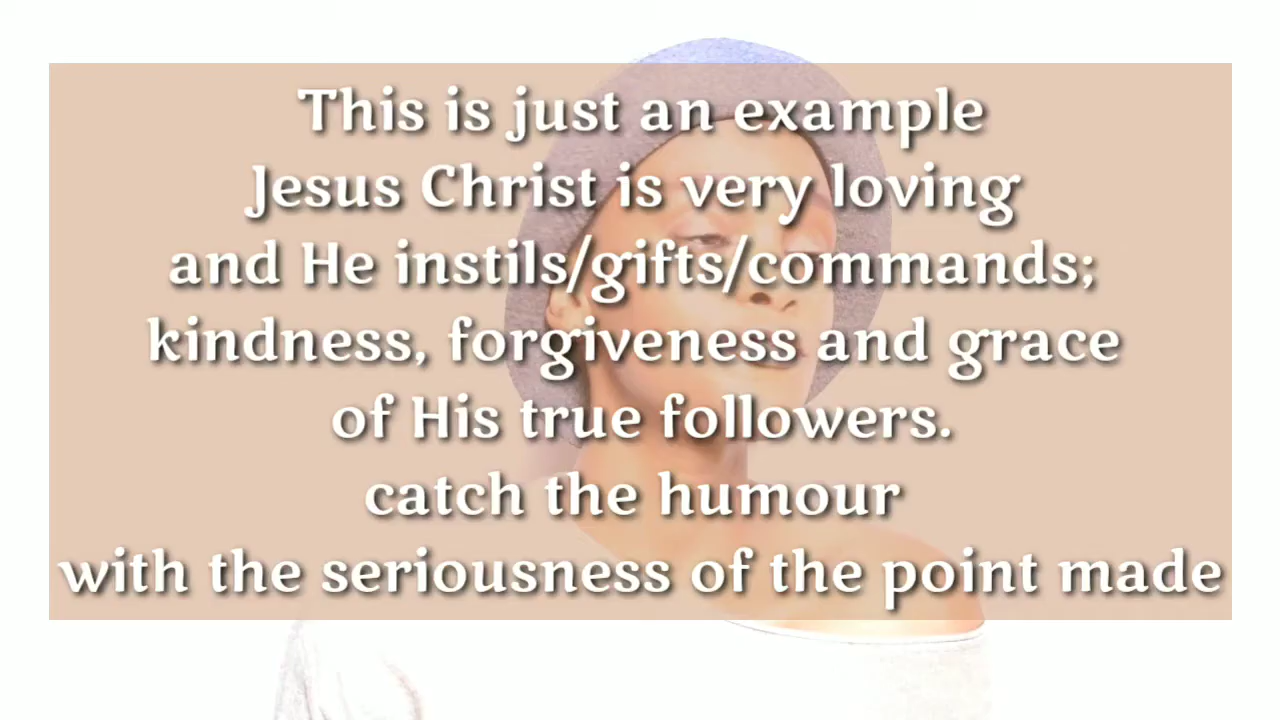 This is just an example
Jesus Christ is very loving
and He instils/gifts/commands;
kindness, forgiveness and grace
of His true followers.
catch the humour
with the seriousness of the point made